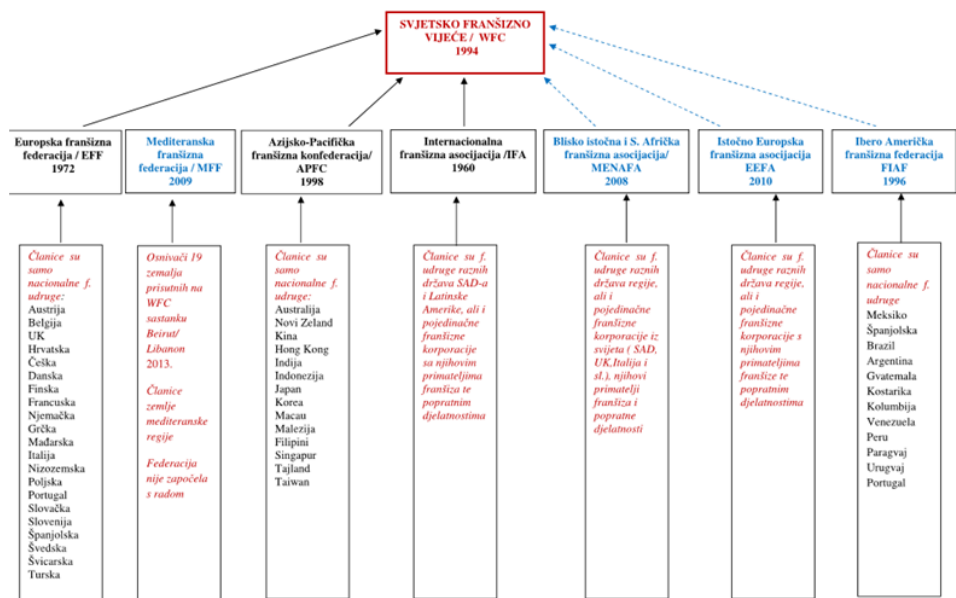 SVJETSKO FRANŠIZNO
VIJEĆE / WFC
1994
Europska franšizna
federacija / EFF
1972
Mediteranska
franšizna
federacija / MFF
2009
Azijsko-Pacifička
franšizna konfederacija/
APFC
1998
Internacionalna
franšizna asocijacija /IFA
1960
Blisko istočna i S. Afrička
franšizna asocijacija/
MENAFA
2008
Istočno Europska
franšizna asocijacija
EEFA
2010
Ibero Američka
franšizna federacija
FIAF
1996
Članice su
samo
nacionalne f.
udruge:
Austrija
Belgija
UK
Hrvatska
Češka
Danska
Finska
Francuska
Njemačka
Grčka
Mađarska
Italija
Nizozemska
Poljska
Portugal
Slovačka
Slovenija
Španjolska
Švedska
Švicarska
Turska
Osnivači 19
zemalja
prisutnih na
WFC
sastanku
Beirut/
Libanon
2013.
Članice
zemlje
mediteranske
regije
Federacija
nije započela
s radom
Članice su
samo
nacionalne f.
udruge:
Australija
Novi Zeland
Kina
Hong Kong
Indija
Indonezija
Japan
Korea
Macau
Malezija
Filipini
Singapur
Tajland
Taiwan
Članice su f.
udruge raznih
država SAD-a
i Latinske
Amerike, ali i
pojedinačne
franšizne
korporacije
sa njihovim
primateljima
franšiza te
popratnim
djelatnostima
Članice su f.
udruge raznih
država regije,
ali i
pojedinačne
franšizne
korporacije iz
svijeta ( SAD,
UK,Italija i
sl.), njihovi
primatelji
franšiza i
popratne
djelatnosti
Članice su f.
udruge raznih
država regije,
ali i
pojedinačne
franšizne
korporacije s
njihovim
primateljima
franšize te
popratnim
djelatnostima
Članice su
samo
nacionalne f.
udruge
Meksiko
Španjolska
Brazil
Argentina
Gvatemala
Kostarika
Kolumbija
Venezuela
Peru
Paragvaj
Urugvaj
Portugal